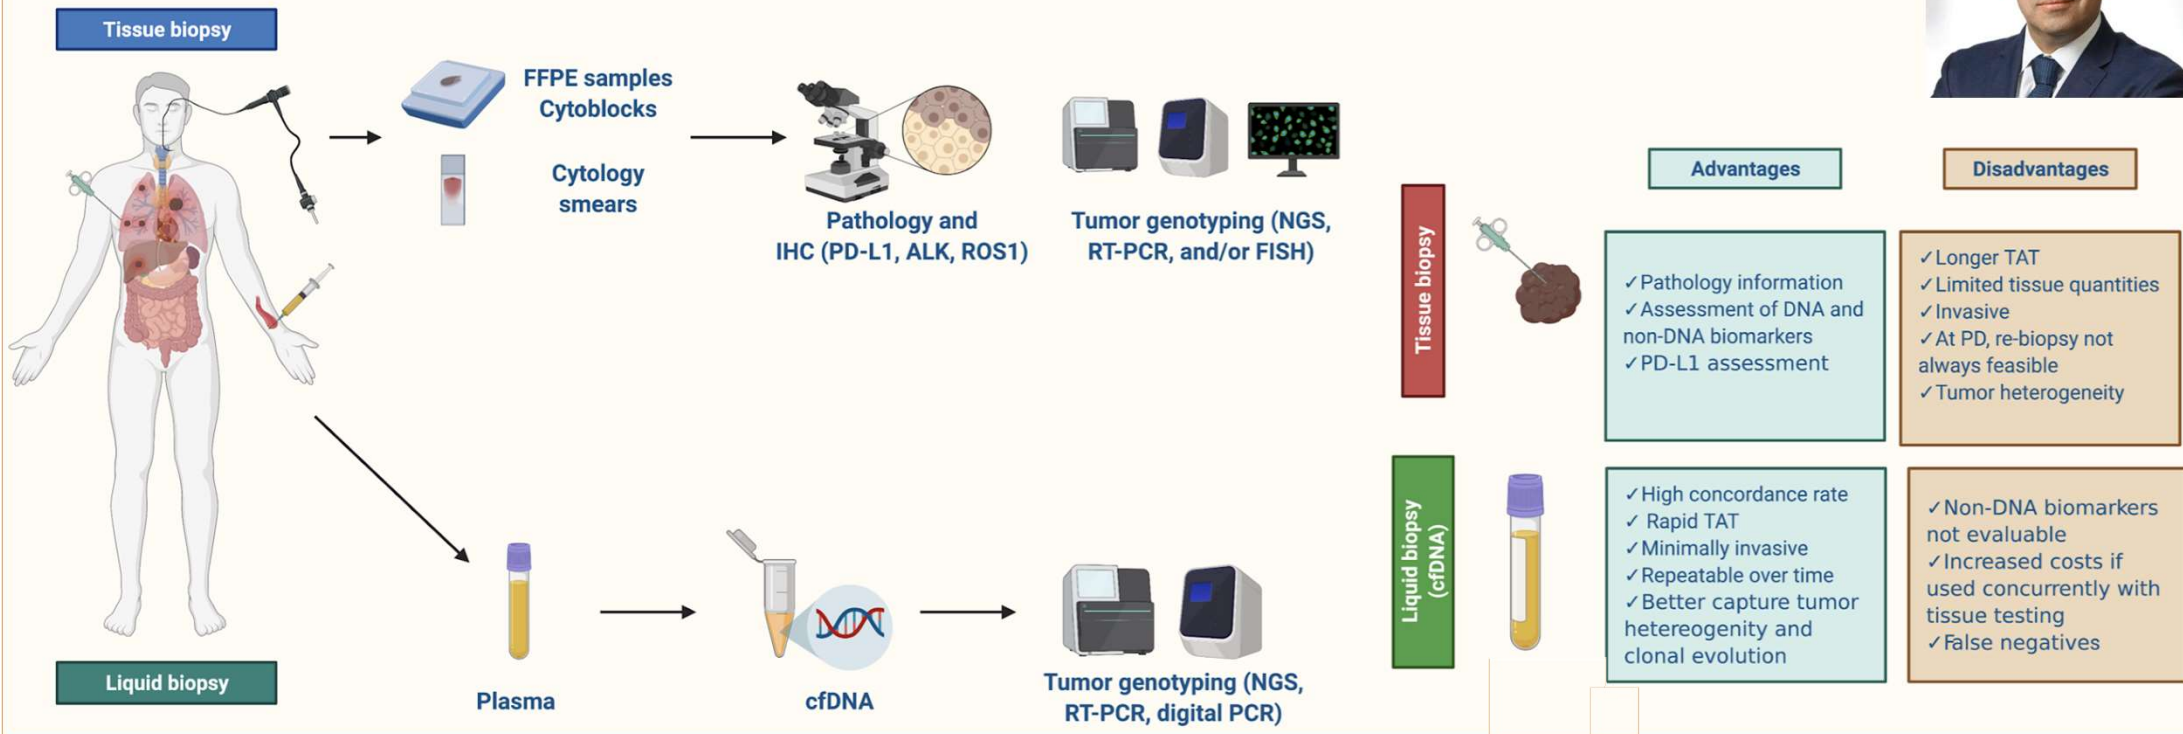 Tissue biopsy
FFPE samples
Cytoblocks
Cytology
smears
Pathology and
IHC (PD-L1, ALK, ROS1)
Tumor genotyping (NGS,
RT-PCR, and/or FISH)
Liquid biopsy
Plasma
cfDNA
Tumor genotyping (NGS,
RT-PCR, digital PCR)
Advantages
Disadvantages
Tissue biopsy
✓Pathology information
✓Assessment of DNA and
non-DNA biomarkers
✓PD-L1 assessment
✓Longer TAT
✓Limited tissue quantities
✓Invasive
✓At PD, re-biopsy not
always feasible
✓Tumor heterogeneity
Liquid biopsy
(cfDNA)
✓High concordance rate
✓ Rapid TAT
✓Minimally invasive
✓Repeatable over time
✓Better capture tumor
hetereogenity and
clonal evolution
✓Non-DNA biomarkers
not evaluable
✓Increased costs if
used concurrently with
tissue testing
✓False negatives